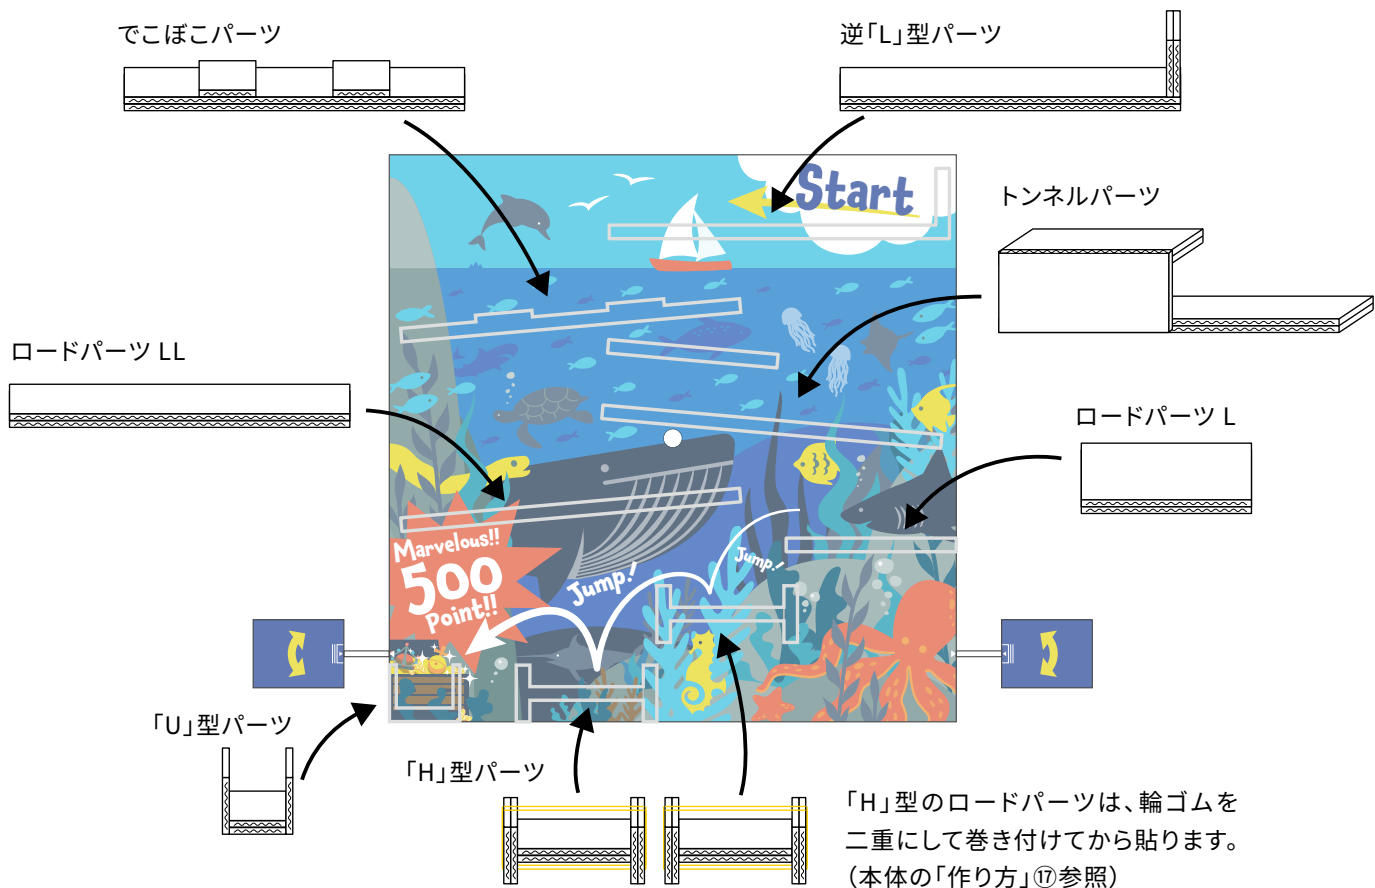 でこぼこパーツ
逆「L」型パーツ
Start
トンネルパーツ
ロードパーツ LL
ロードパーツ L
Marvelous!!
500
Point!!
Jump!
Jump!
「U」型パーツ
「H」型パーツ
「H」型のロードパーツは、輪ゴムを
二重にして巻き付けてから貼ります。
（本体の「作り方」⑰参照）